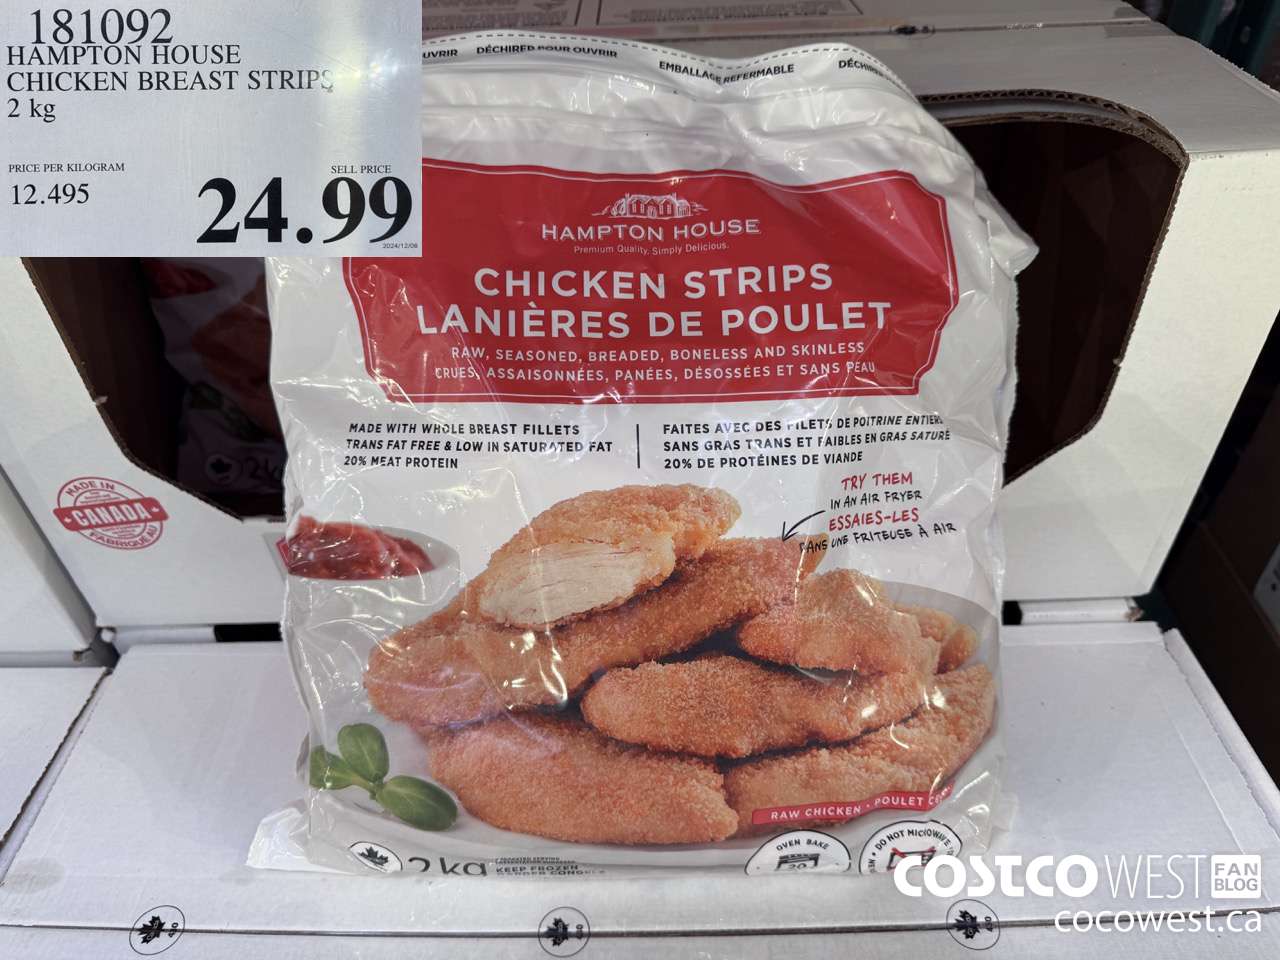 181092
HAMPTON HOUSE
CHICKEN BREAST STRIPS
2 kg
PRICE PER KILOGRAM
12.495
SELL PRICE
24.99
2024/12/08
OUVRIR DÉCHIRER POUR OUVRIR
EMBALLAGE REFERMABLE
HAMPTON HOUSE
Premium Quality. Simply Delicious.
CHICKEN STRIPS
LANIÈRES DE POULET
RAW, SEASONED, BREADED, BONELESS AND SKINLESS
CRUES, ASSAISONNÉES, PANÉES, DÉSOSSÉES ET SANS PEAU
MADE WITH WHOLE BREAST FILLETS
TRANS FAT FREE & LOW IN SATURATED FAT
20% MEAT PROTEIN
FAITES AVEC DES FILETS DE POITRINE ENTIERS
SANS GRAS TRANS ET FAIBLES EN GRAS SATURÉ
20% DE PROTÉINES DE VIANDE
TRY THEM
IN AN AIR FRYER
ESSAIES-LES
DANS UNE FRITEUSE À AIR
MADE IN
CANADA
FABRIQUÉ AU
RAW CHICKEN • POULET
OVEN BAKE
DO NOT MICROWAVE
2 kg
KEEP FROZEN
COSTCO WEST FAN BLOG
cocowest.ca